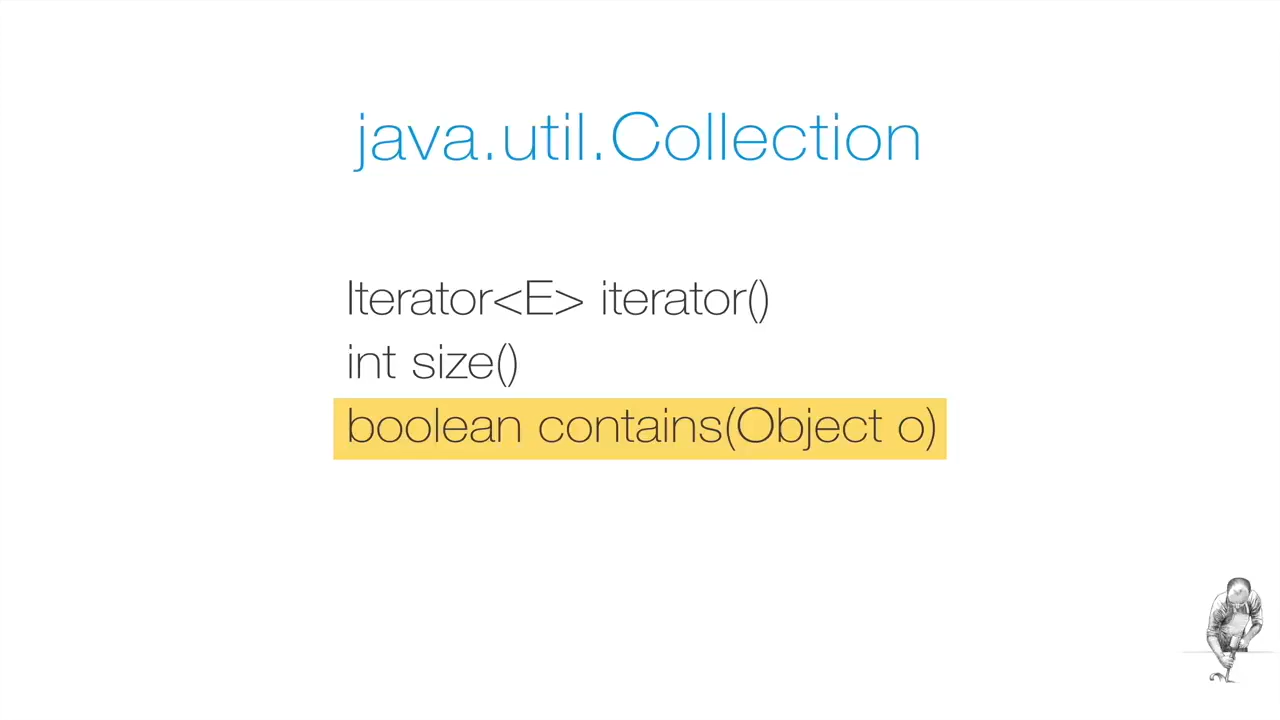 java.util.Collection
Iterator<E> iterator()
int size()
boolean contains(Object o)